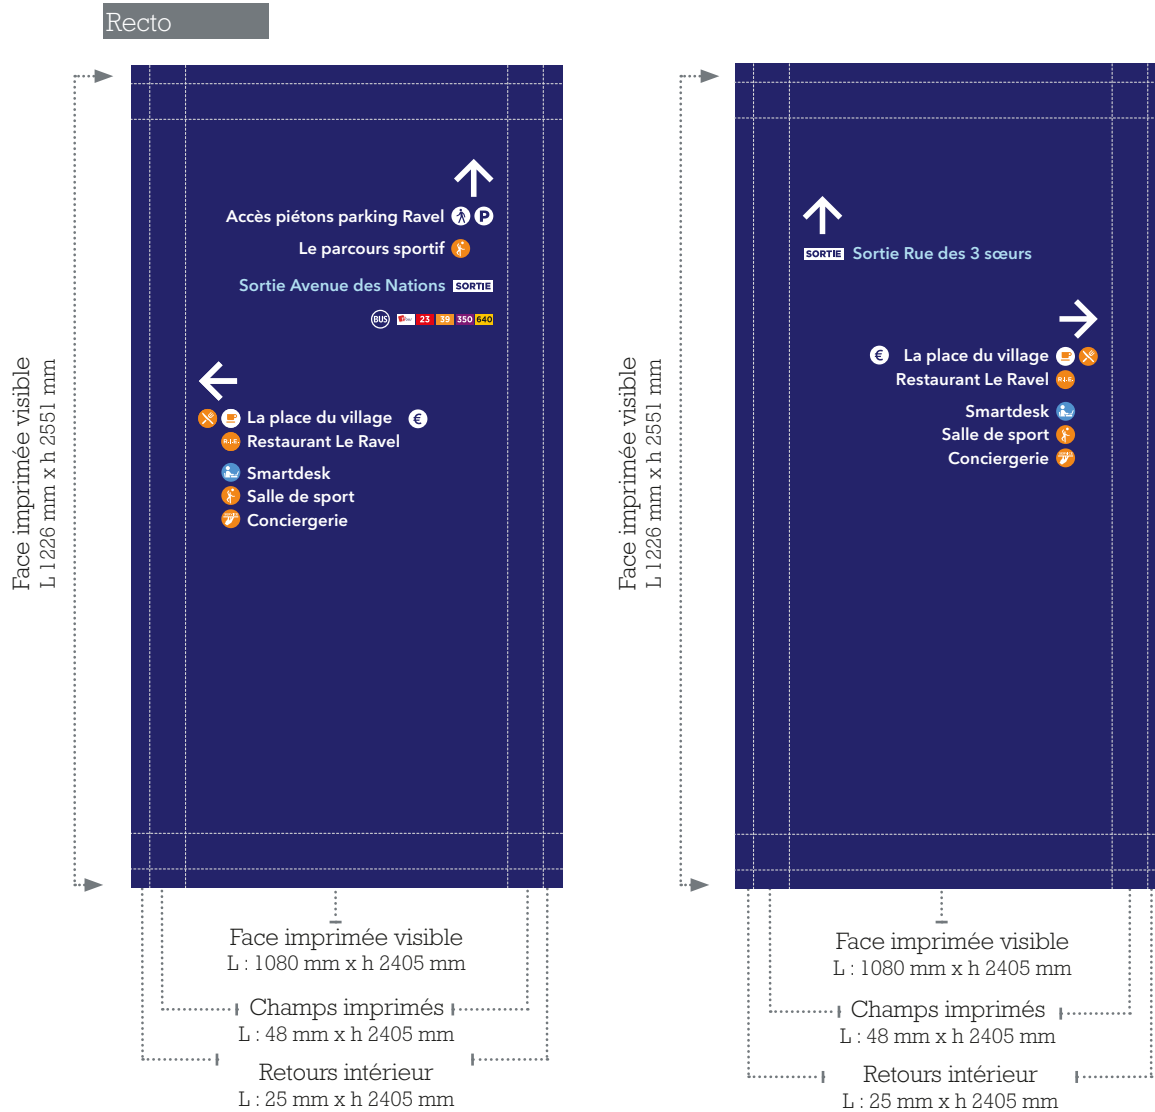 Recto
Face imprimée visible
L 1226 mm x h 2551 mm
Accès piétons parking Ravel P
Le parcours sportif
Sortie Avenue des Nations SORTIE
BUS 23 39 350 640
La place du village €
R.I.E. Restaurant Le Ravel
Smartdesk
Salle de sport
Conciergerie
Face imprimée visible
L : 1080 mm x h 2405 mm
Champs imprimés
L : 48 mm x h 2405 mm
Retours intérieur
L : 25 mm x h 2405 mm
Face imprimée visible
L 1226 mm x h 2551 mm
SORTIE Sortie Rue des 3 sœurs
€ La place du village
Restaurant Le Ravel R.I.E.
Smartdesk
Salle de sport
Conciergerie
Face imprimée visible
L : 1080 mm x h 2405 mm
Champs imprimés
L : 48 mm x h 2405 mm
Retours intérieur
L : 25 mm x h 2405 mm